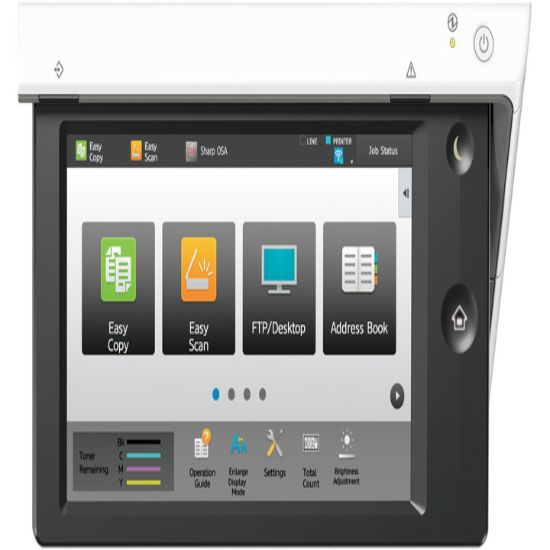 Easy
Copy
Easy
Scan
Sharp OSA
LINE
PRINTER
Job Status
Easy
Copy
Easy
Scan
FTP/Desktop
Address Book
Toner
Remaining
Bk
C
M
Y
Operation
Guide
Enlarge
Display
Mode
Settings
Total
Count
Brightness
Adjustment